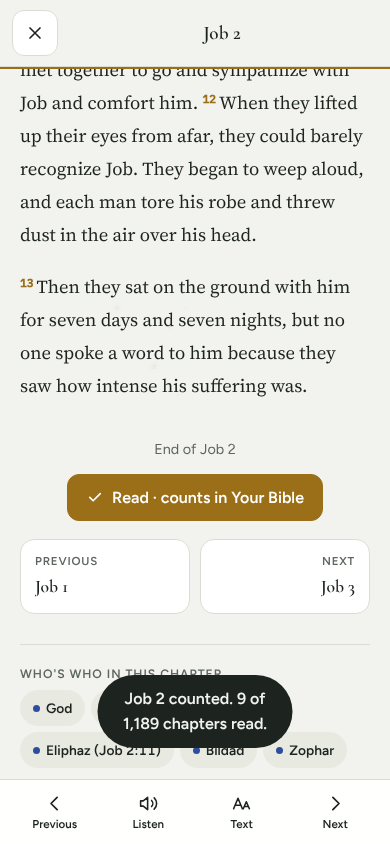 Job 2
met together to go and sympathize with
Job and comfort him. 12 When they lifted
up their eyes from afar, they could barely
recognize Job. They began to weep aloud,
and each man tore his robe and threw
dust in the air over his head.
13 Then they sat on the ground with him
for seven days and seven nights, but no
one spoke a word to him because they
saw how intense his suffering was.
End of Job 2
Read · counts in Your Bible
PREVIOUS
Job 1
NEXT
Job 3
WHO'S WHO IN THIS CHAPTER
God
Job 2 counted. 9 of
1,189 chapters read.
Eliphaz (Job 2:11)
Bildad
Zophar
Previous
Listen
AA
Text
Next